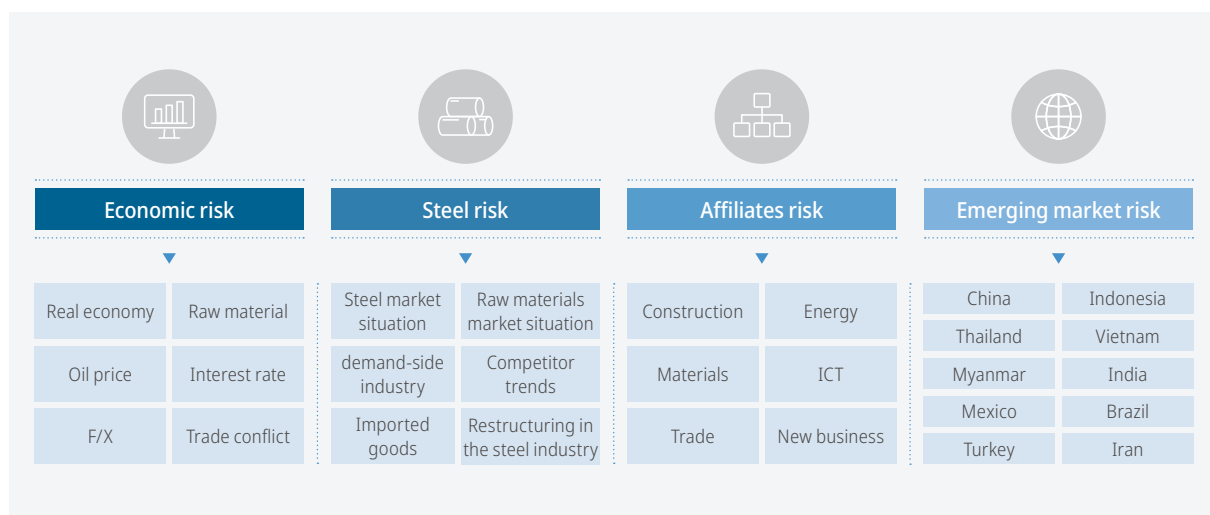 Economic risk
Steel risk
Affiliates risk
Emerging market risk
Real economy
Raw material
Oil price
Interest rate
F/X
Trade conflict
Steel market
situation
Raw materials
market situation
demand-side
industry
Competitor
trends
Imported
goods
Restructuring in
the steel industry
Construction
Energy
Materials
ICT
Trade
New business
China
Indonesia
Thailand
Vietnam
Myanmar
India
Mexico
Brazil
Turkey
Iran